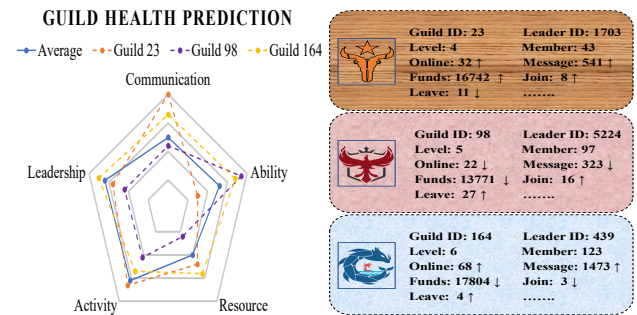 GUILD HEALTH PREDICTION
Average Guild 23 Guild 98 Guild 164
Communication
Leadership
Ability
Activity
Resource
Guild ID: 23 Leader ID: 1703
Level: 4 Member: 43
Online: 32 ↑ Message: 541 ↑
Funds: 16742 ↑ Join: 8 ↑
Leave: 11 ↓ .......
Guild ID: 98 Leader ID: 5224
Level: 5 Member: 97
Online: 22 ↓ Message: 323 ↓
Funds: 13771 ↓ Join: 16 ↑
Leave: 27 ↑ .......
Guild ID: 164 Leader ID: 439
Level: 6 Member: 123
Online: 68 ↑ Message: 1473 ↑
Funds: 17804 ↓ Join: 3 ↓
Leave: 4 ↑ .......